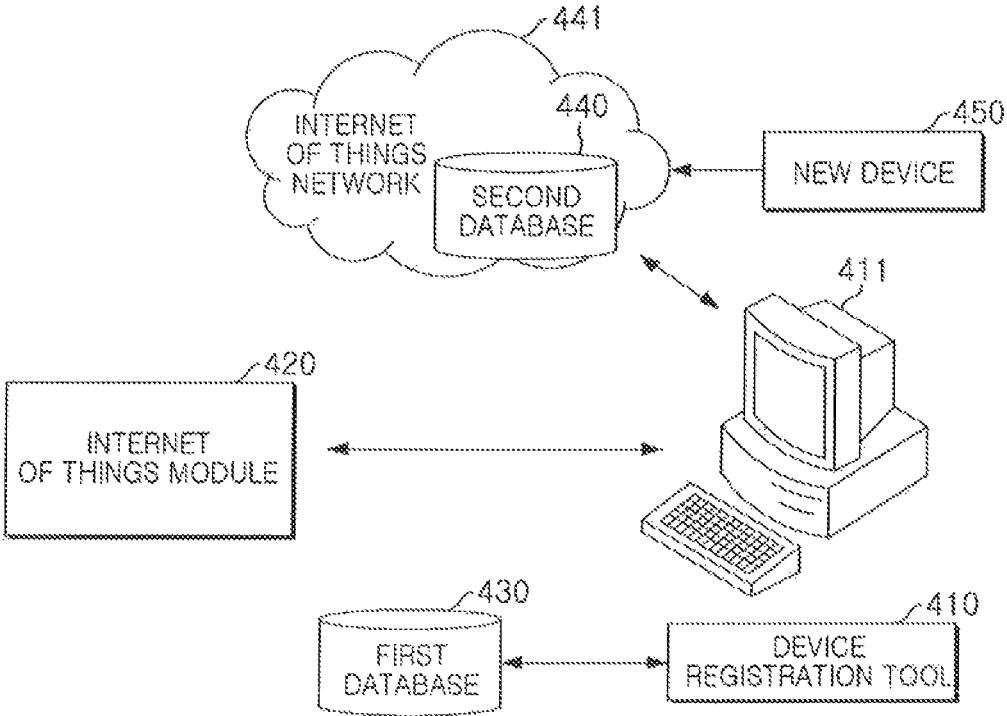 441
INTERNET
OF THINGS
NETWORK
440
SECOND
DATABASE
450
NEW DEVICE
411
420
INTERNET
OF THINGS MODULE
430
FIRST
DATABASE
410
DEVICE
REGISTRATION TOOL